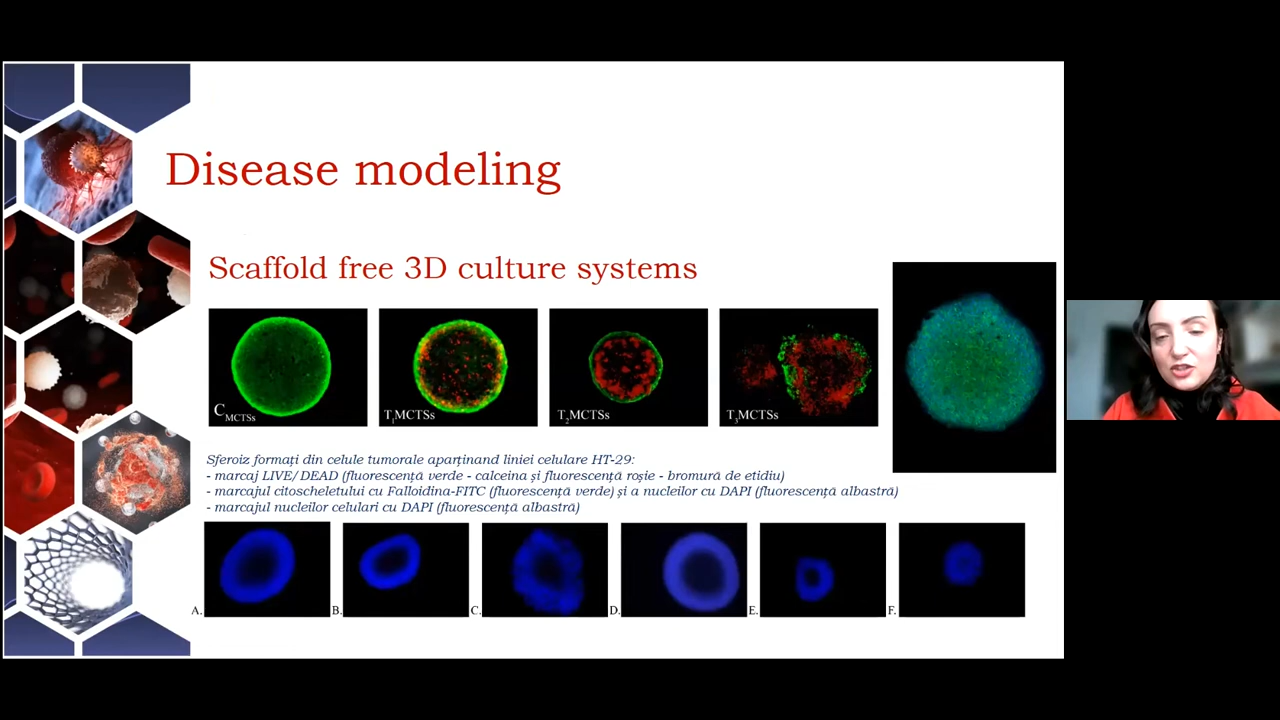 Disease modeling
Scaffold free 3D culture systems
C MCTSs
T1MCTSs
T2MCTSs
T3MCTSs
Sferoiz formați din celule tumorale aparținand liniei celulare HT-29:
- marcaj LIVE/DEAD (fluorescență verde - calceina și fluorescență roșie - bromură de etidiu)
- marcajul citoscheletului cu Falloidina-FITC (fluorescență verde) și a nucleilor cu DAPI (fluorescență albastră)
- marcajul nucleilor celulari cu DAPI (fluorescență albastră)
A. B. C. D. E. F.